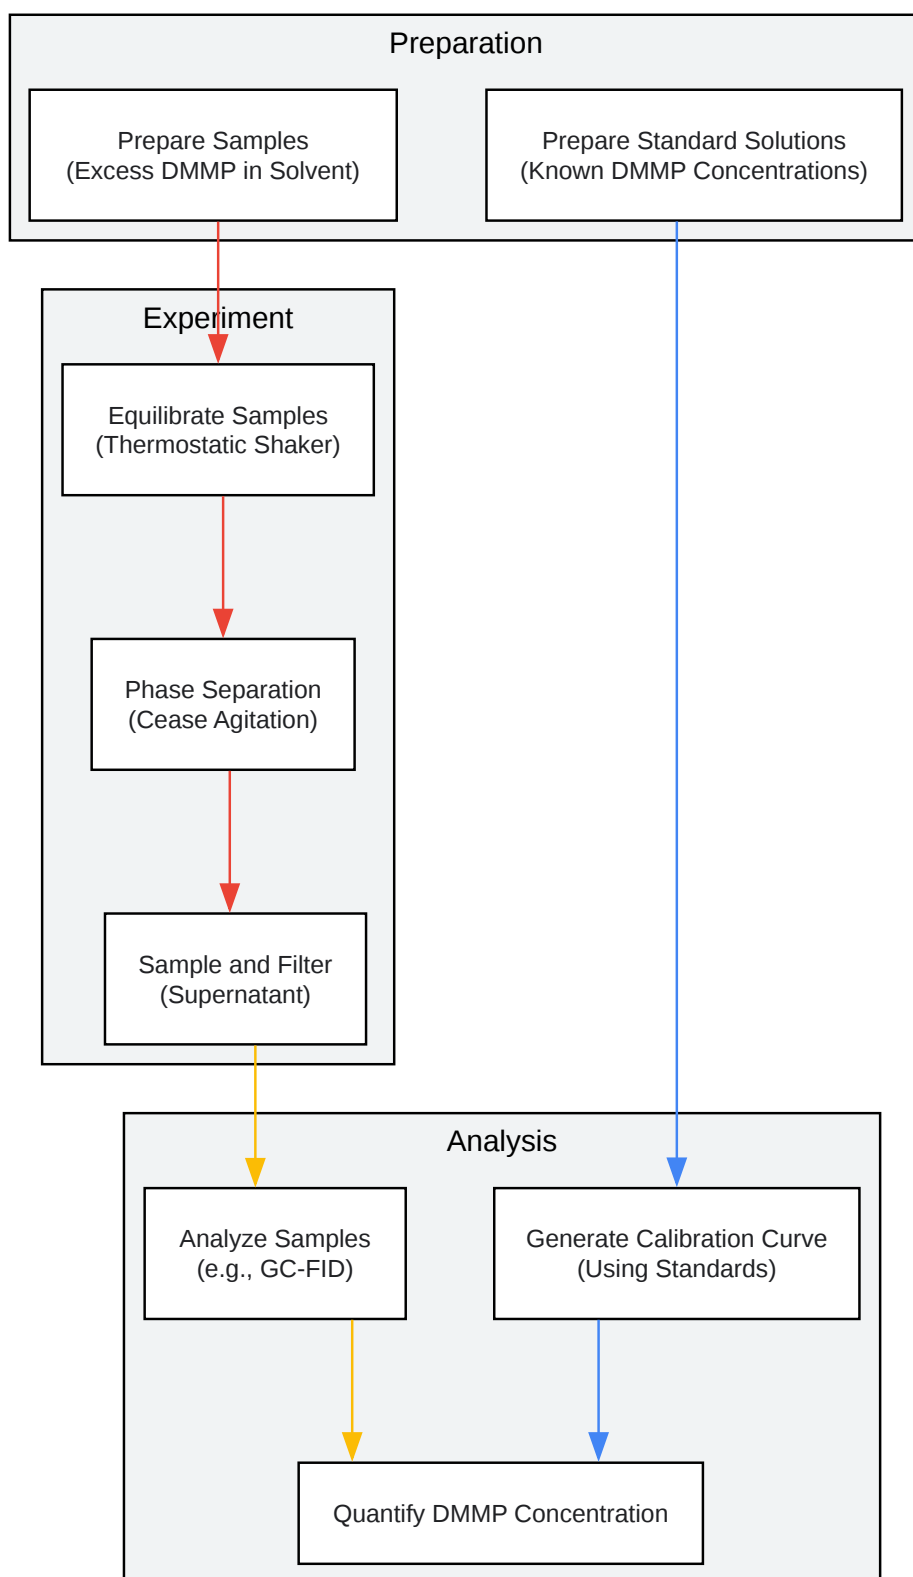 Preparation
Prepare Samples
(Excess DMMP in Solvent)
Prepare Standard Solutions
(Known DMMP Concentrations)
Experiment
Equilibrate Samples
(Thermostatic Shaker)
Phase Separation
(Cease Agitation)
Sample and Filter
(Supernatant)
Analysis
Analyze Samples
(e.g., GC-FID)
Generate Calibration Curve
(Using Standards)
Quantify DMMP Concentration